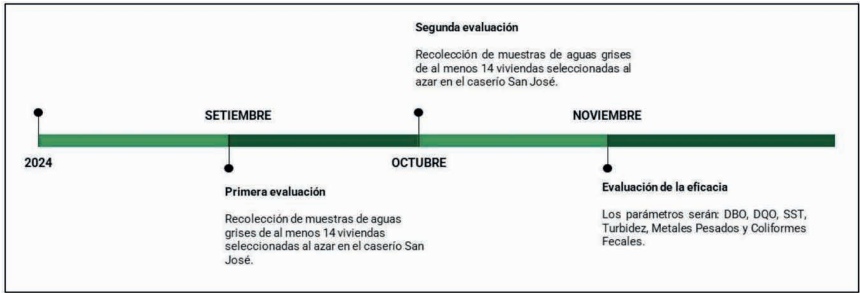 Segunda evaluación
Recolección de muestras de aguas grises
de al menos 14 viviendas seleccionadas al
azar en el caserío San José.
SETIEMBRE
NOVIEMBRE
2024
OCTUBRE
Primera evaluación
Recolección de muestras de aguas
grises de al menos 14 viviendas
seleccionadas al azar en el caserío San
José.
Evaluación de la eficacia
Los parámetros serán: DBO, DQO, SST,
Turbidez, Metales Pesados y Coliformes
Fecales.